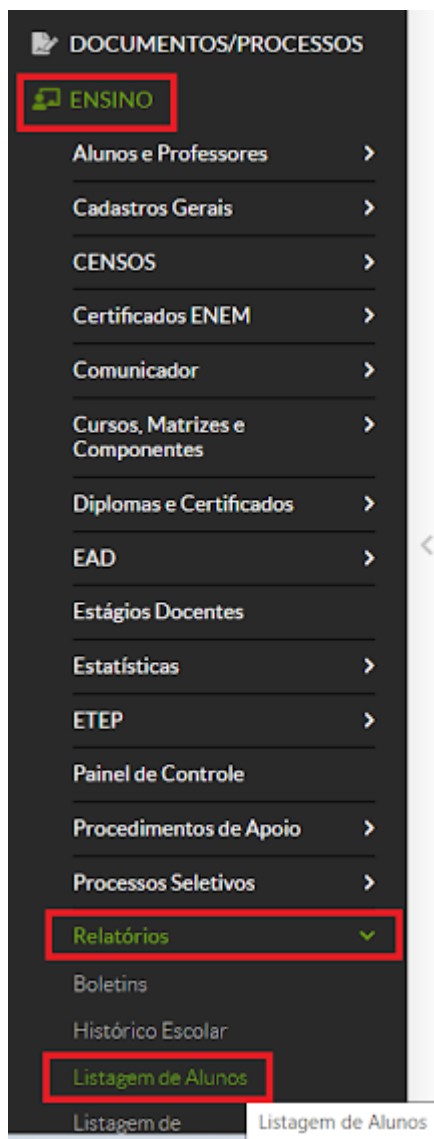 DOCUMENTOS/PROCESSOS
ENSINO
Alunos e Professores
Cadastros Gerais
CENSOS
Certificados ENEM
Comunicador
Cursos, Matrizes e
Componentes
Diplomas e Certificados
EAD
Estágios Docentes
Estatísticas
ETEP
Painel de Controle
Procedimentos de Apoio
Processos Seletivos
Relatórios
Boletins
Histórico Escolar
Listagem de Alunos
Listagem de
Listagem de Alunos